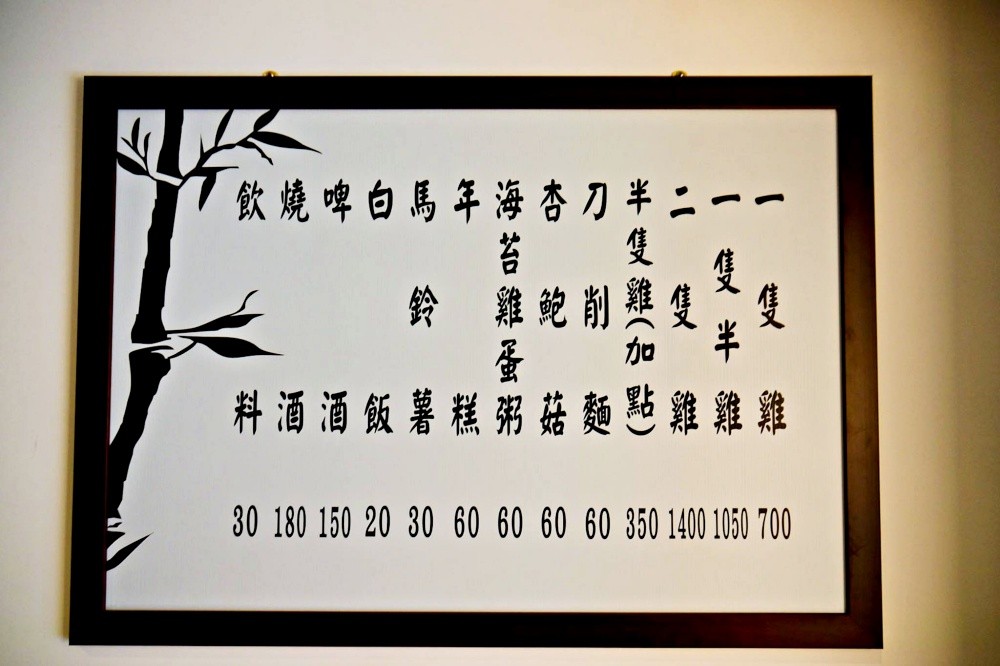 一隻雞 700
一隻半雞 1050
二隻雞 1400
半隻雞(加點) 350
刀削麵 60
杏鮑菇 60
海苔雞蛋粥 60
年糕 60
馬鈴薯 30
白飯 20
啤酒 150
燒酒 180
飲料 30